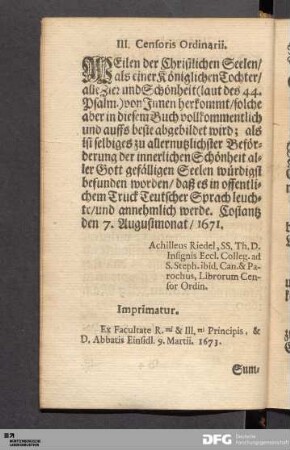 III. Censoris Ordinarii.
WEilen der Christlichen Seelen/
als einer Königlichen Tochter/
alle Zier und Schönheit (laut des 44.
Psalm.) von Innen herkommt/solche
aber in diesem Buch vollkommentlich
und auffs beste abgebildet wird; als
ist selbiges zu allernutzlichster Beför-
derung der innerlichen Schönheit al-
ler Gott gefälligen Seelen würdigst
befunden worden/ daß es in offentli-
chem Truck Teutscher Sprach leuch-
te/und annehmlich werde. Costantz
den 7. Augustmonat/ 1671.
Achilleus Riedel, SS. Th. D.
Insignis Eccl. Colleg. ad
S. Steph. ibid, Can. & Pa-
rochus, Librorum Cen-
sor Ordin.
Imprimatur.
Ex Facultate R.mi & Ill.mi Principis, &
D. Abbatis Einsidl. 9. Martii. 1673.
Sum-
DFG
Deutsche
Forschungsgemeinschaft